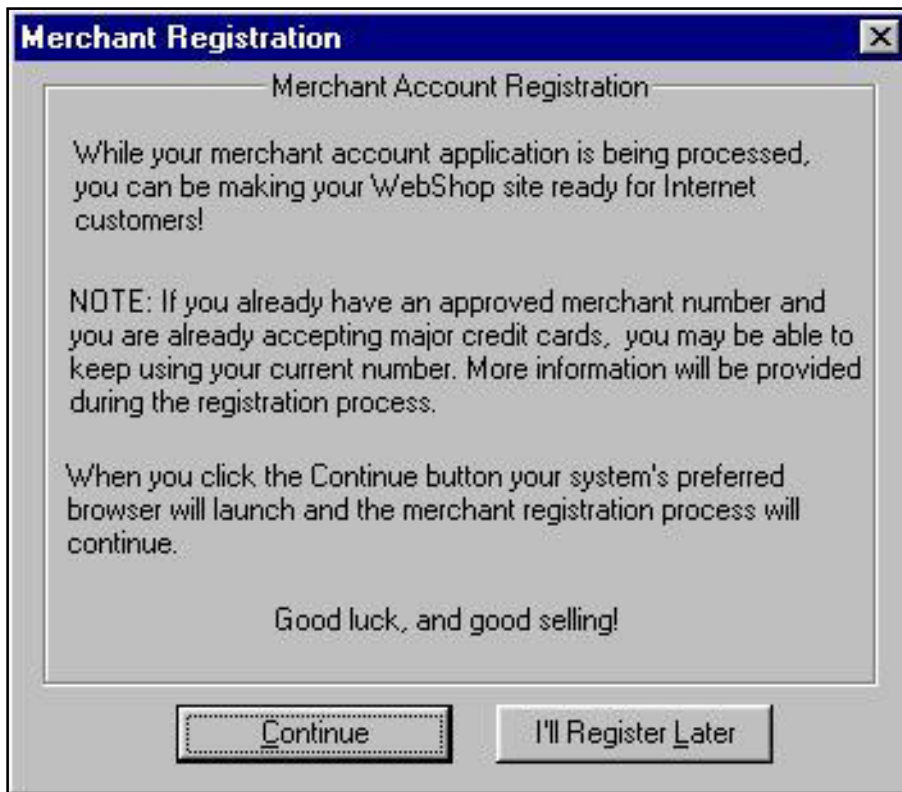 Merchant Registration
Merchant Account Registration
While your merchant account application is being processed,
you can be making your WebShop site ready for Internet
customers!
NOTE: If you already have an approved merchant number and
you are already accepting major credit cards,  you may be able to
keep using your current number. More information will be provided
during the registration process.
When you click the Continue button your system's preferred
browser will launch and the merchant registration process will
continue.
Good luck, and good selling!
Continue
I'll Register Later